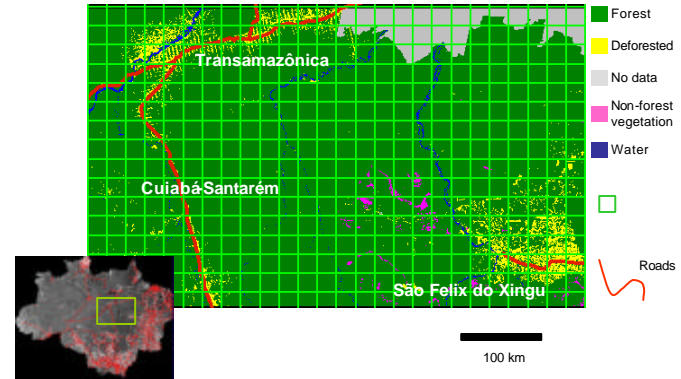 Transamazônica
Cuiabá-Santarém
São Felix do Xingu
Forest
Deforested
No data
Non-forest
vegetation
Water
Roads
100 km